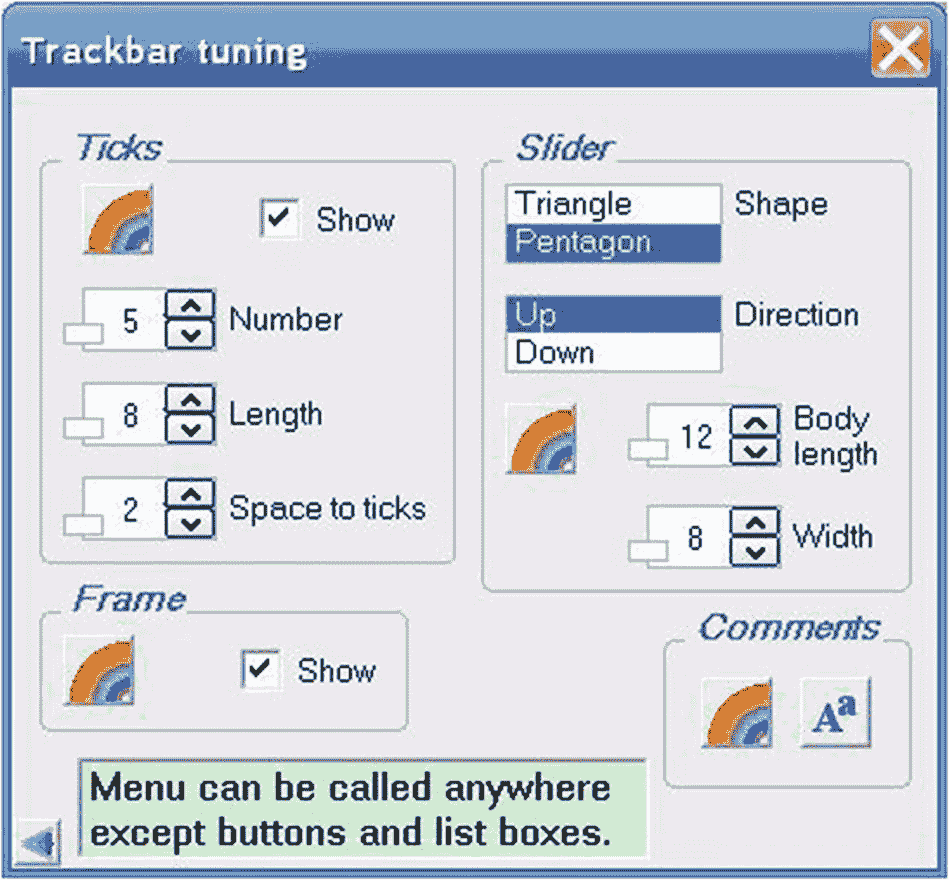 Trackbar tuning
Ticks
Show
5 Number
8 Length
2 Space to ticks
Slider
Triangle Shape
Pentagon
Up Direction
Down
12 Body
length
8 Width
Frame
Show
Comments
Aa
Menu can be called anywhere
except buttons and list boxes.